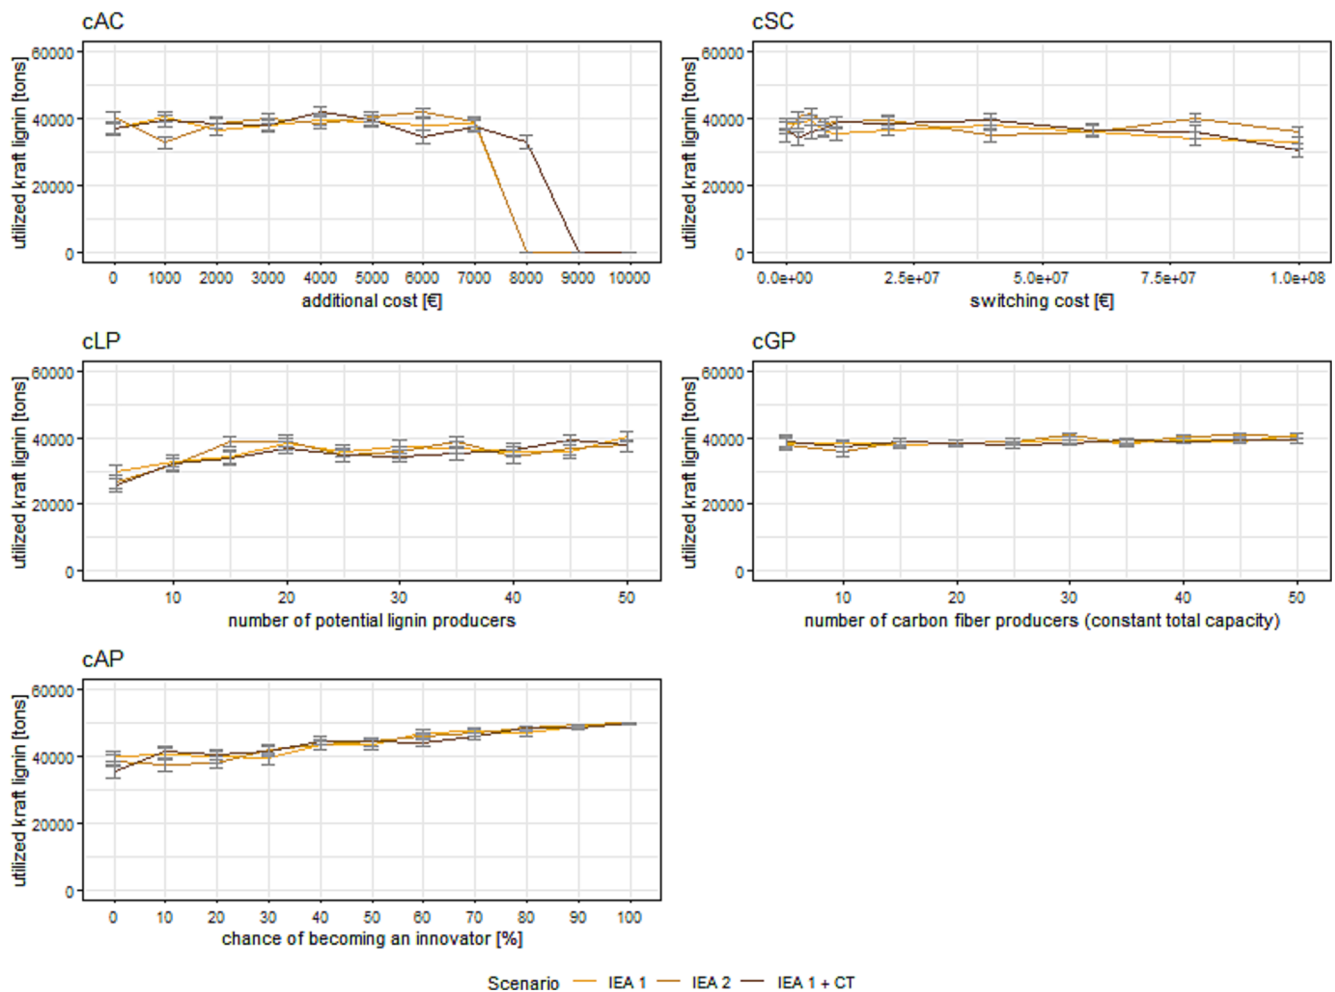 cAC
utilized kraft lignin [tons]
60000
40000
20000
0
0 1000 2000 3000 4000 5000 6000 7000 8000 9000 10000
additional cost [€]
cSC
utilized kraft lignin [tons]
60000
40000
20000
0
0.0e+00 2.5e+07 5.0e+07 7.5e+07 1.0e+08
switching cost [€]
cLP
utilized kraft lignin [tons]
60000
40000
20000
0
10 20 30 40 50
number of potential lignin producers
cGP
utilized kraft lignin [tons]
60000
40000
20000
0
10 20 30 40 50
number of carbon fiber producers (constant total capacity)
cAP
utilized kraft lignin [tons]
60000
40000
20000
0
0 10 20 30 40 50 60 70 80 90 100
chance of becoming an innovator [%]
Scenario IEA 1 IEA 2 IEA 1 + CT